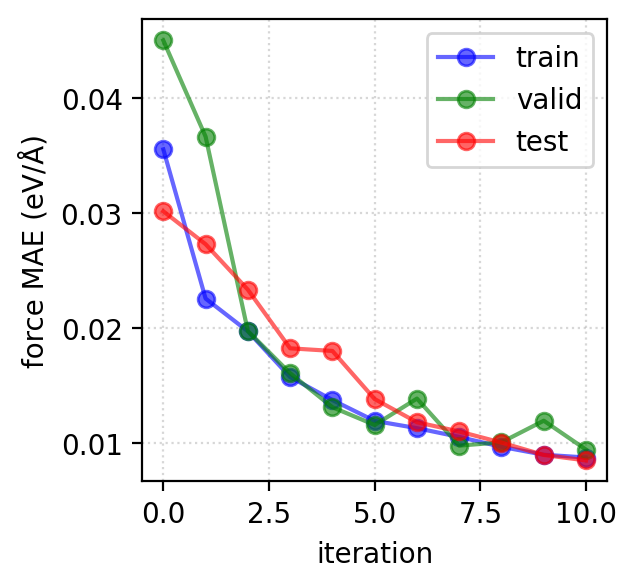 train
valid
test
force MAE (eV/Å)
0.04
0.03
0.02
0.01
0.0 2.5 5.0 7.5 10.0
iteration